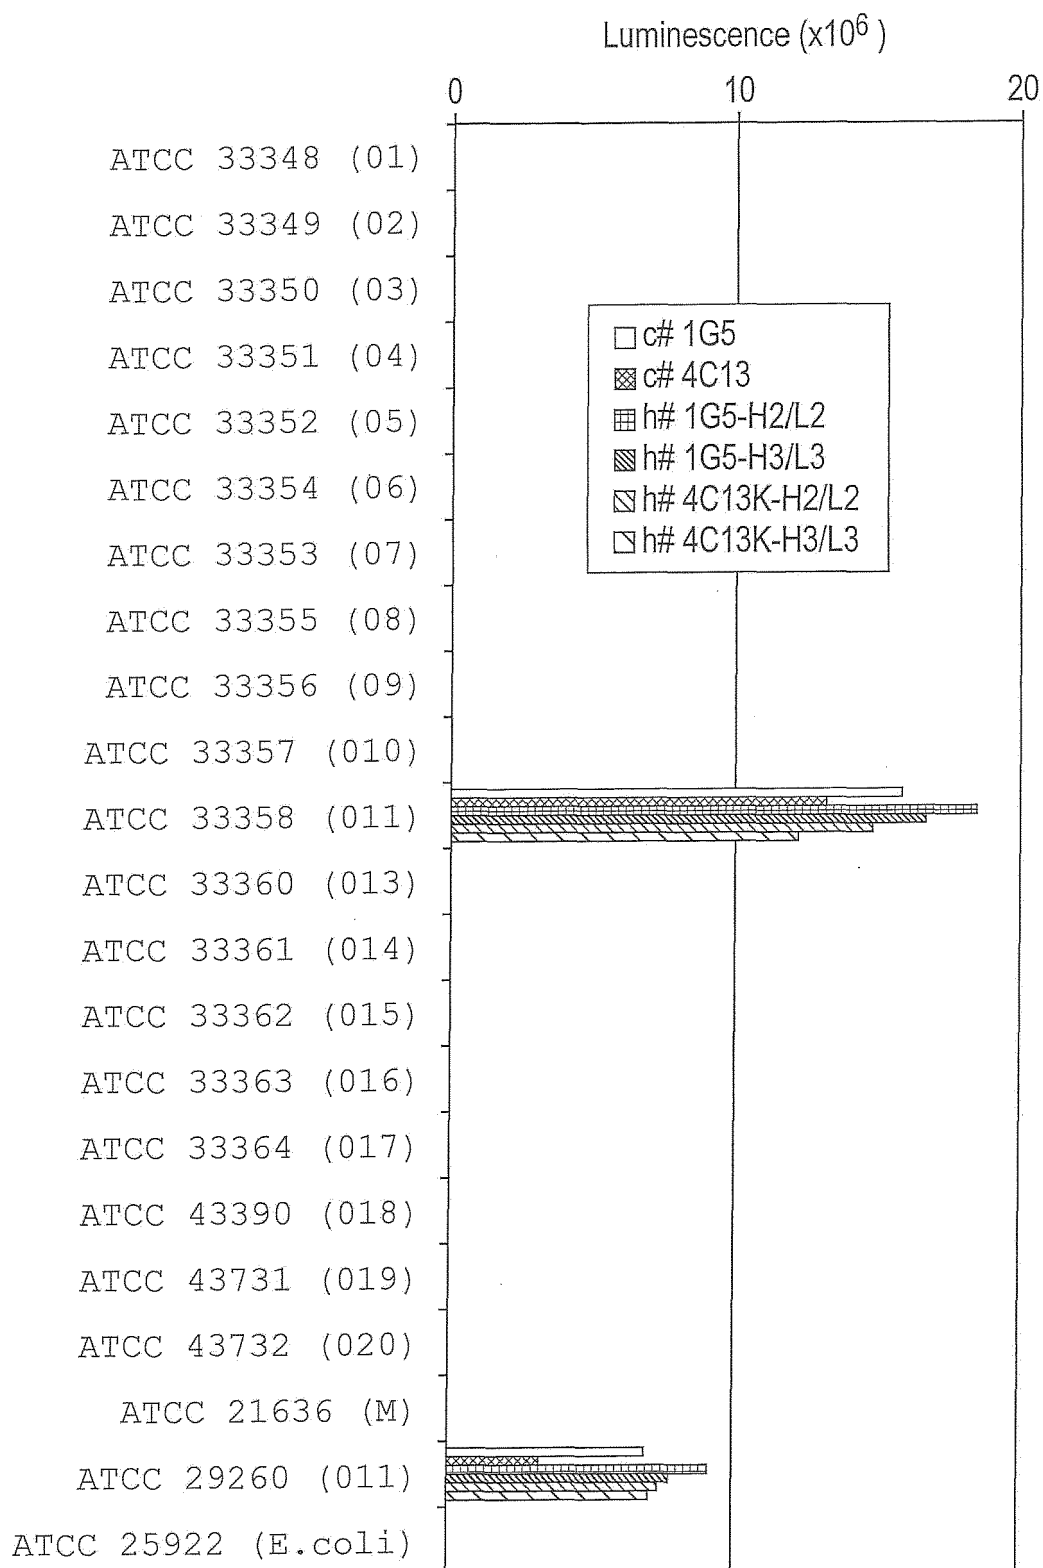 Luminescence (x10⁶ )
0 10 20
ATCC 33348 (01)
ATCC 33349 (02)
ATCC 33350 (03)
ATCC 33351 (04)
ATCC 33352 (05)
ATCC 33354 (06)
ATCC 33353 (07)
ATCC 33355 (08)
ATCC 33356 (09)
ATCC 33357 (010)
ATCC 33358 (011)
ATCC 33360 (013)
ATCC 33361 (014)
ATCC 33362 (015)
ATCC 33363 (016)
ATCC 33364 (017)
ATCC 43390 (018)
ATCC 43731 (019)
ATCC 43732 (020)
ATCC 21636 (M)
ATCC 29260 (011)
ATCC 25922 (E.coli)
c# 1G5
c# 4C13
h# 1G5-H2/L2
h# 1G5-H3/L3
h# 4C13K-H2/L2
h# 4C13K-H3/L3